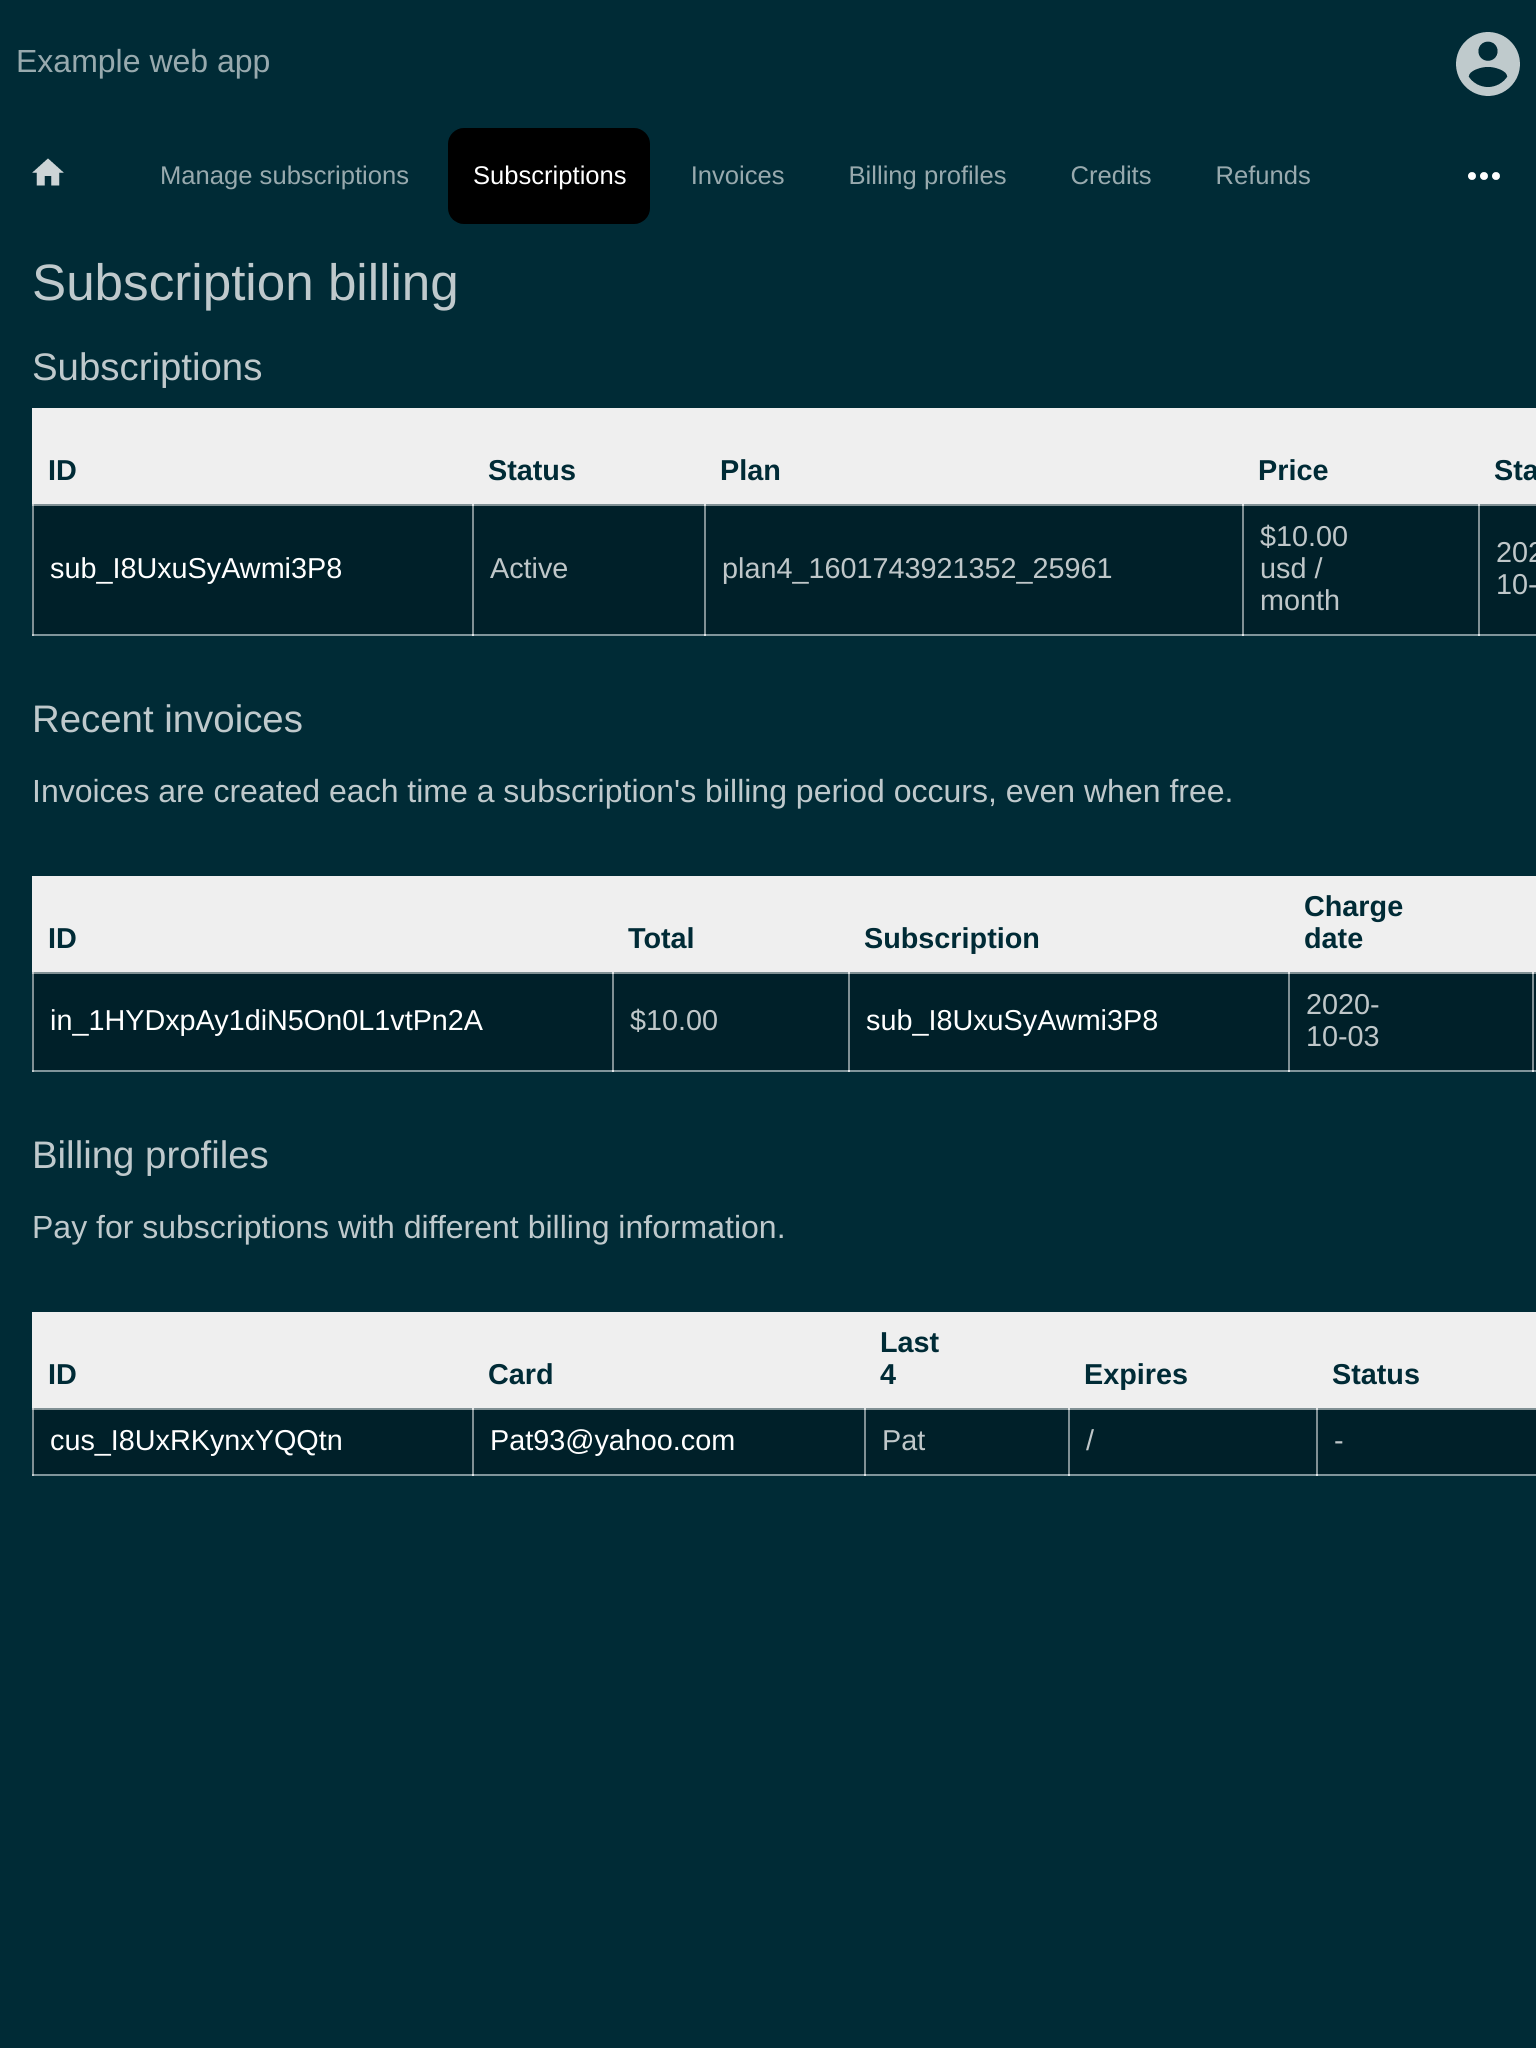 Example web app
Manage subscriptions Subscriptions Invoices Billing profiles Credits Refunds
Subscription billing
Subscriptions
ID Status Plan Price Sta
sub_I8UxuSyAwmi3P8 Active plan4_1601743921352_25961 $10.00 usd / month 202 10-
Recent invoices
Invoices are created each time a subscription's billing period occurs, even when free.
ID Total Subscription Charge date
in_1HYDxpAy1diN5On0L1vtPn2A $10.00 sub_I8UxuSyAwmi3P8 2020-10-03
Billing profiles
Pay for subscriptions with different billing information.
ID Card Last 4 Expires Status
cus_I8UxRKynxYQQtn Pat93@yahoo.com Pat / -